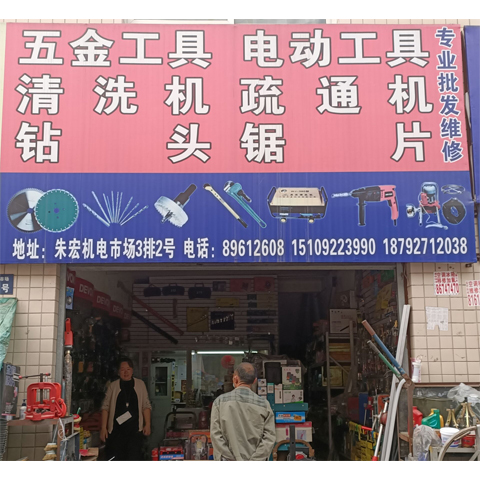 五金工具 电动工具
清洗机 疏通机
钻头 锯片
专业批发维修
地址：朱宏机电市场3排2号 电话：89612608 15109223990 18792712038
86147470